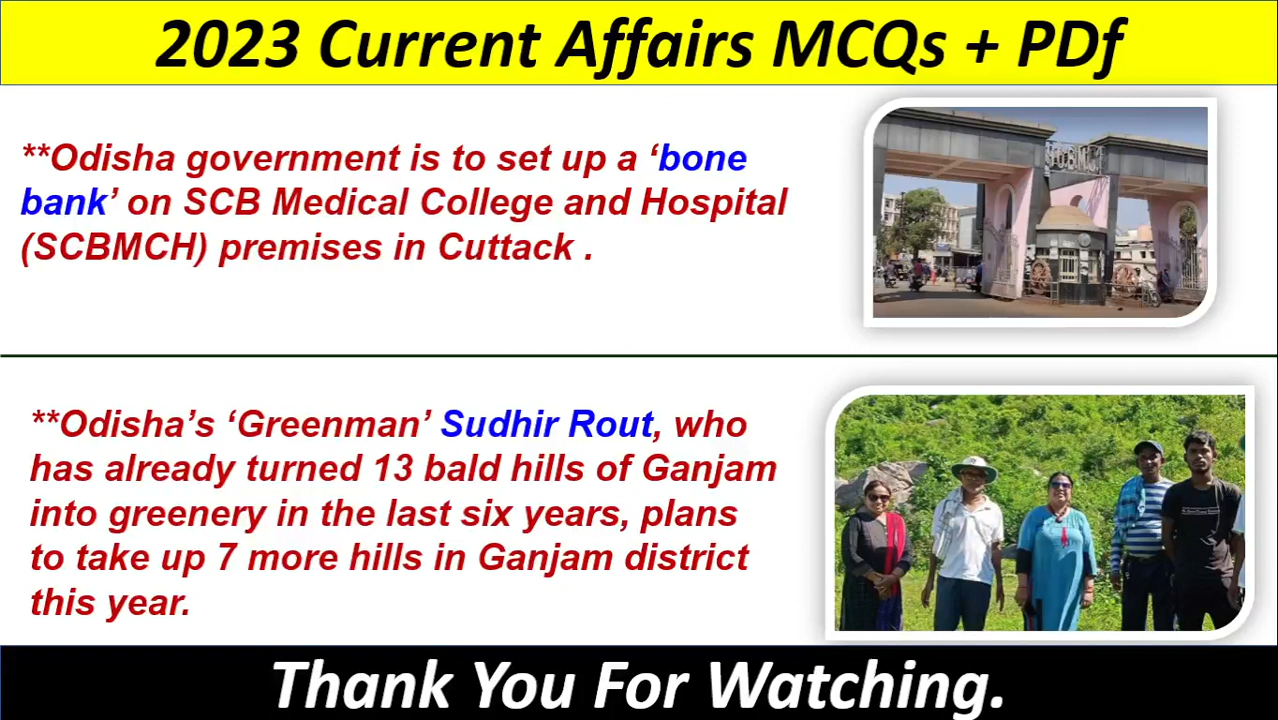 2023 Current Affairs MCQs + PDf
**Odisha government is to set up a ‘bone
bank’ on SCB Medical College and Hospital
(SCBMCH) premises in Cuttack .
**Odisha’s ‘Greenman’ Sudhir Rout, who
has already turned 13 bald hills of Ganjam
into greenery in the last six years, plans
to take up 7 more hills in Ganjam district
this year.
Thank You For Watching.